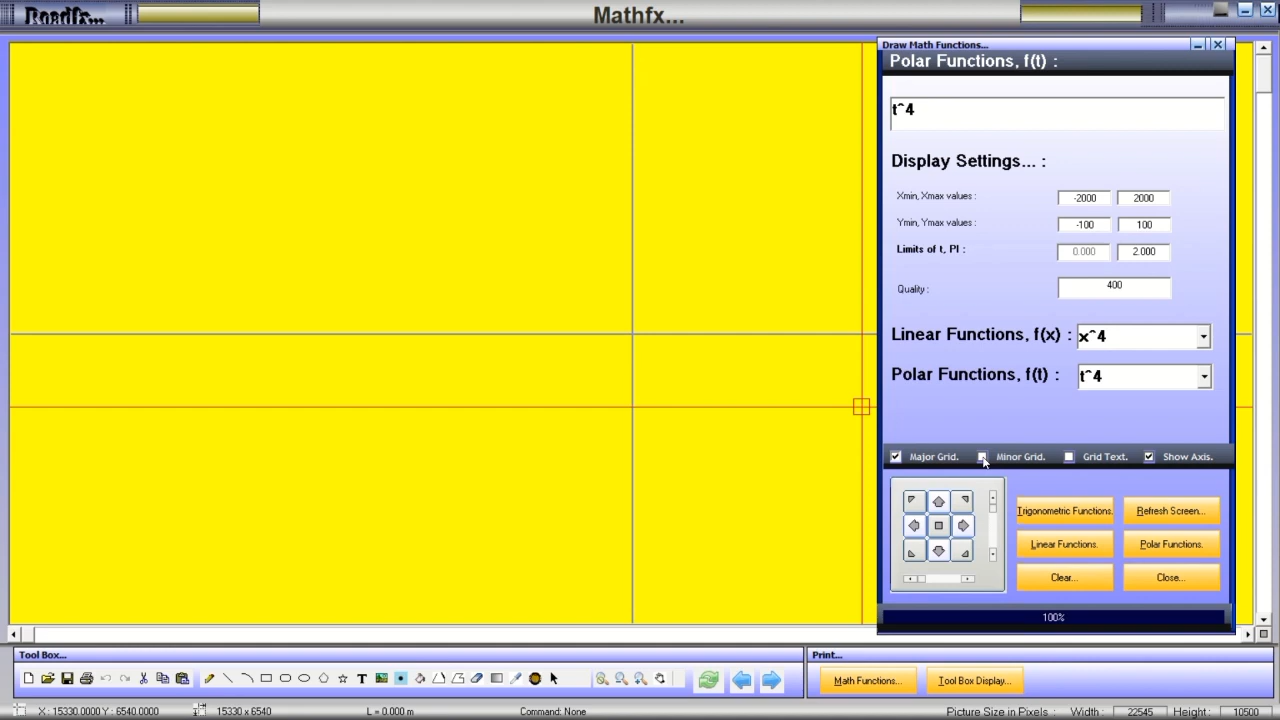 Roadfx...
Mathfx...
Draw Math Functions...
Polar Functions, f(t) :
t^4
Display Settings... :
Xmin, Xmax values : -2000 2000
Ymin, Ymax values : -100 100
Limits of t, PI : 0.000 2.000
Quality : 400
Linear Functions, f(x) : x^4
Polar Functions, f(t) : t^4
Major Grid. Minor Grid. Grid Text. Show Axis.
Trigonometric Functions. Refresh Screen...
Linear Functions. Polar Functions.
Clear... Close...
100%
Tool Box... Print...
T
Math Functions... Tool Box Display...
X : 15330.0000 Y : 6540.0000 15330 x 6540 L = 0.000 m Command: None Picture Size in Pixels : Width : 22545 Height : 10500